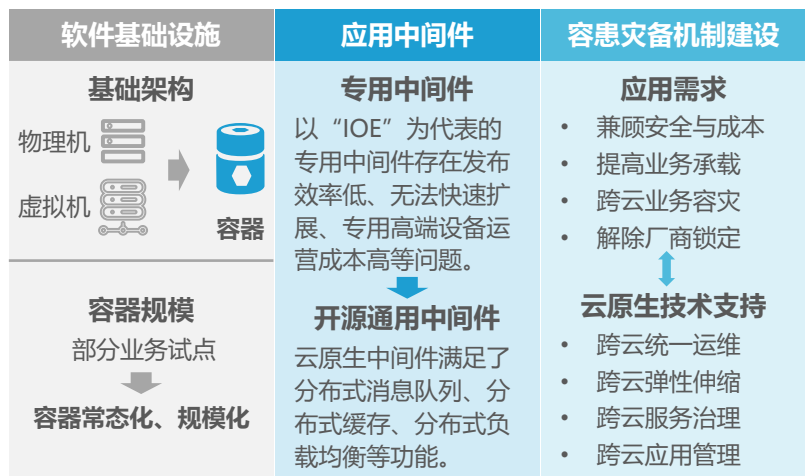 软件基础设施
基础架构
物理机
虚拟机
容器
容器规模
部分业务试点
容器常态化、规模化
应用中间件
专用中间件
以“IOE”为代表的
专用中间件存在发布
效率低、无法快速扩
展、专用高端设备运
营成本高等问题。
开源通用中间件
云原生中间件满足了
分布式消息队列、分
布式缓存、分布式负
载均衡等功能。
容患灾备机制建设
应用需求
• 兼顾安全与成本
• 提高业务承载
• 跨云业务容灾
• 解除厂商锁定
云原生技术支持
• 跨云统一运维
• 跨云弹性伸缩
• 跨云服务治理
• 跨云应用管理